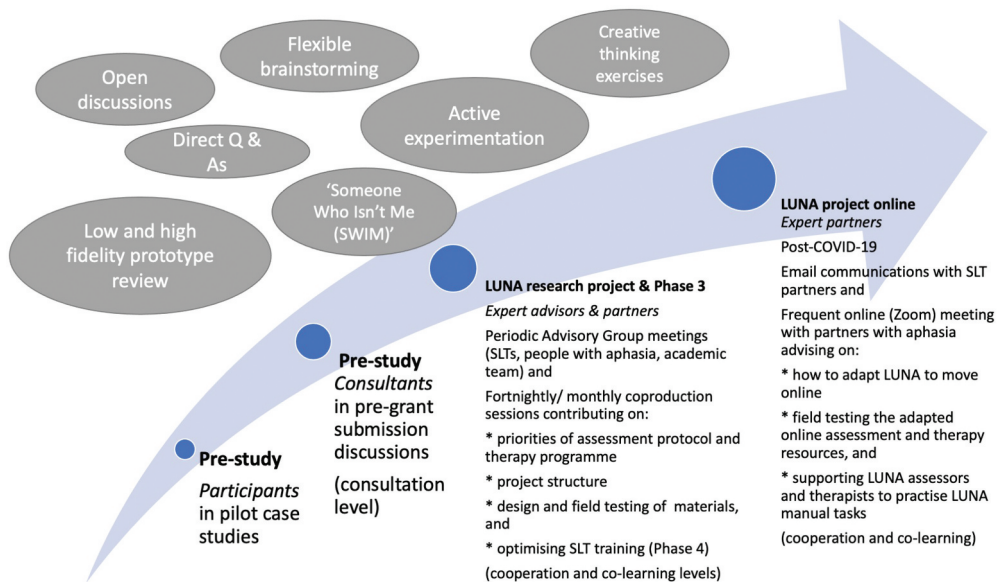 Open
discussions
Flexible
brainstorming
Creative
thinking
exercises
Direct Q &
As
Active
experimentation
Low and high
fidelity prototype
review
‘Someone
Who Isn’t Me
(SWIM)’
Pre-study
Participants
in pilot case
studies
Pre-study
Consultants
in pre-grant
submission
discussions
(consultation
level)
LUNA research project & Phase 3
Expert advisors & partners
Periodic Advisory Group meetings
(SLTs, people with aphasia, academic
team) and
Fortnightly/ monthly coproduction
sessions contributing on:
* priorities of assessment protocol and
therapy programme
* project structure
* design and field testing of materials,
and
* optimising SLT training (Phase 4)
(cooperation and co-learning levels)
LUNA project online
Expert partners
Post-COVID-19
Email communications with SLT
partners and
Frequent online (Zoom) meeting
with partners with aphasia
advising on:
* how to adapt LUNA to move
online
* field testing the adapted
online assessment and therapy
resources, and
* supporting LUNA assessors
and therapists to practise LUNA
manual tasks
(cooperation and co-learning)